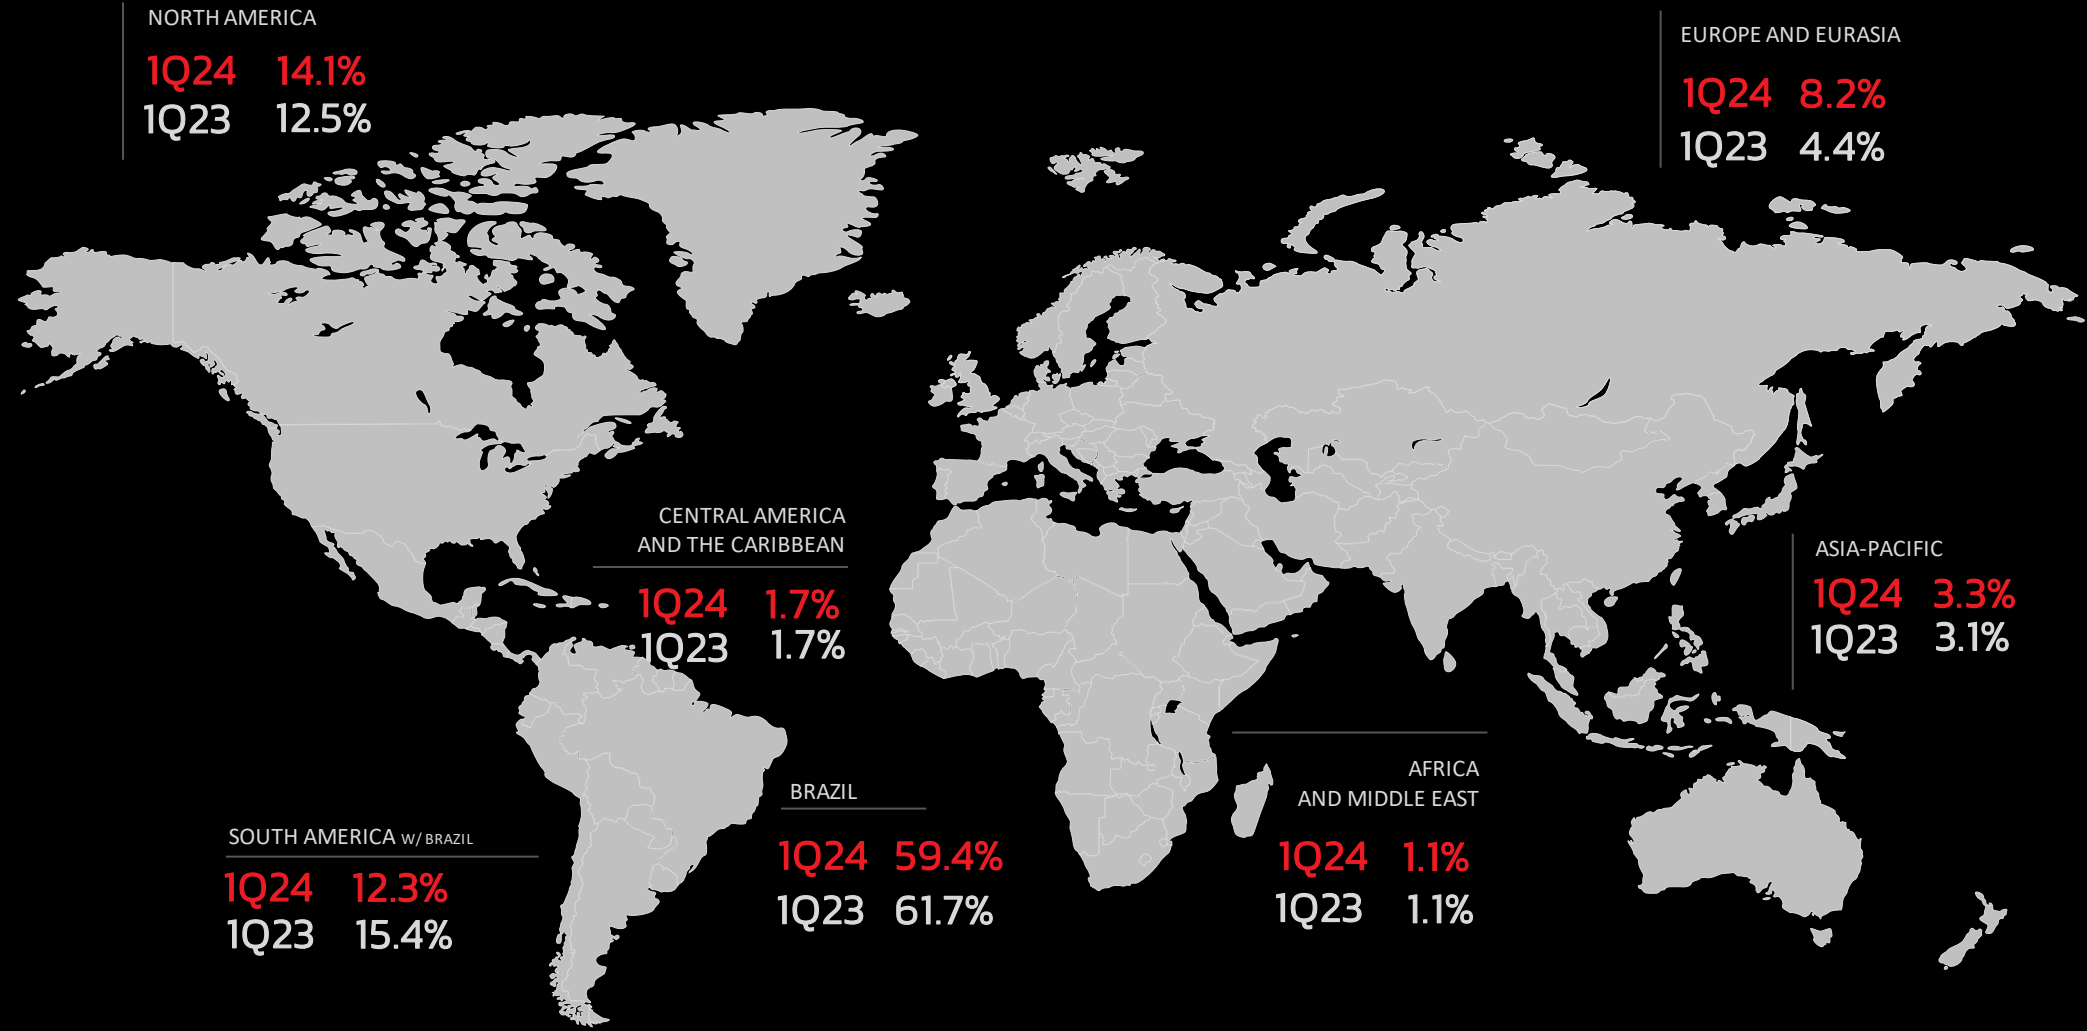 NORTH AMERICA
1Q24 14.1%
1Q23 12.5%
EUROPE AND EURASIA
1Q24 8.2%
1Q23 4.4%
CENTRAL AMERICA
AND THE CARIBBEAN
1Q24 1.7%
1Q23 1.7%
ASIA-PACIFIC
1Q24 3.3%
1Q23 3.1%
SOUTH AMERICA W/ BRAZIL
1Q24 12.3%
1Q23 15.4%
BRAZIL
1Q24 59.4%
1Q23 61.7%
AFRICA
AND MIDDLE EAST
1Q24 1.1%
1Q23 1.1%